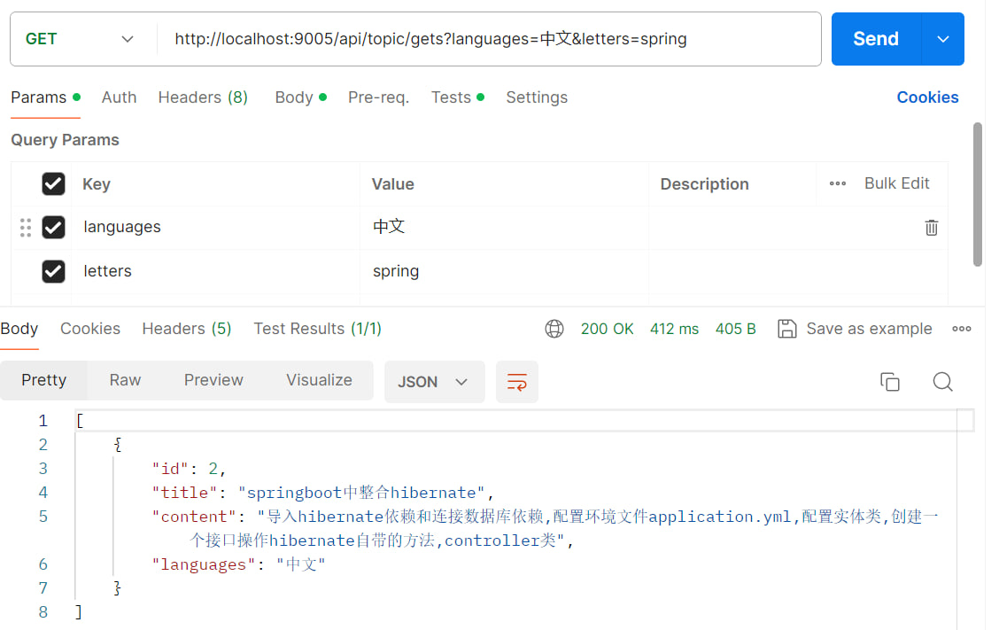 GET http://localhost:9005/api/topic/gets?languages=中文&letters=spring Send
Params Auth Headers (8) Body Pre-req. Tests Settings Cookies
Query Params
Key Value Description Bulk Edit
languages 中文
letters spring
Body Cookies Headers (5) Test Results (1/1) 200 OK 412 ms 405 B Save as example
Pretty Raw Preview Visualize JSON
1 [
2 {
3 "id": 2,
4 "title": "springboot中整合hibernate",
5 "content": "导入hibernate依赖和连接数据库依赖,配置环境文件application.yml,配置实体类,创建一
个接口操作hibernate自带的方法,controller类",
6 "languages": "中文"
7 }
8 ]